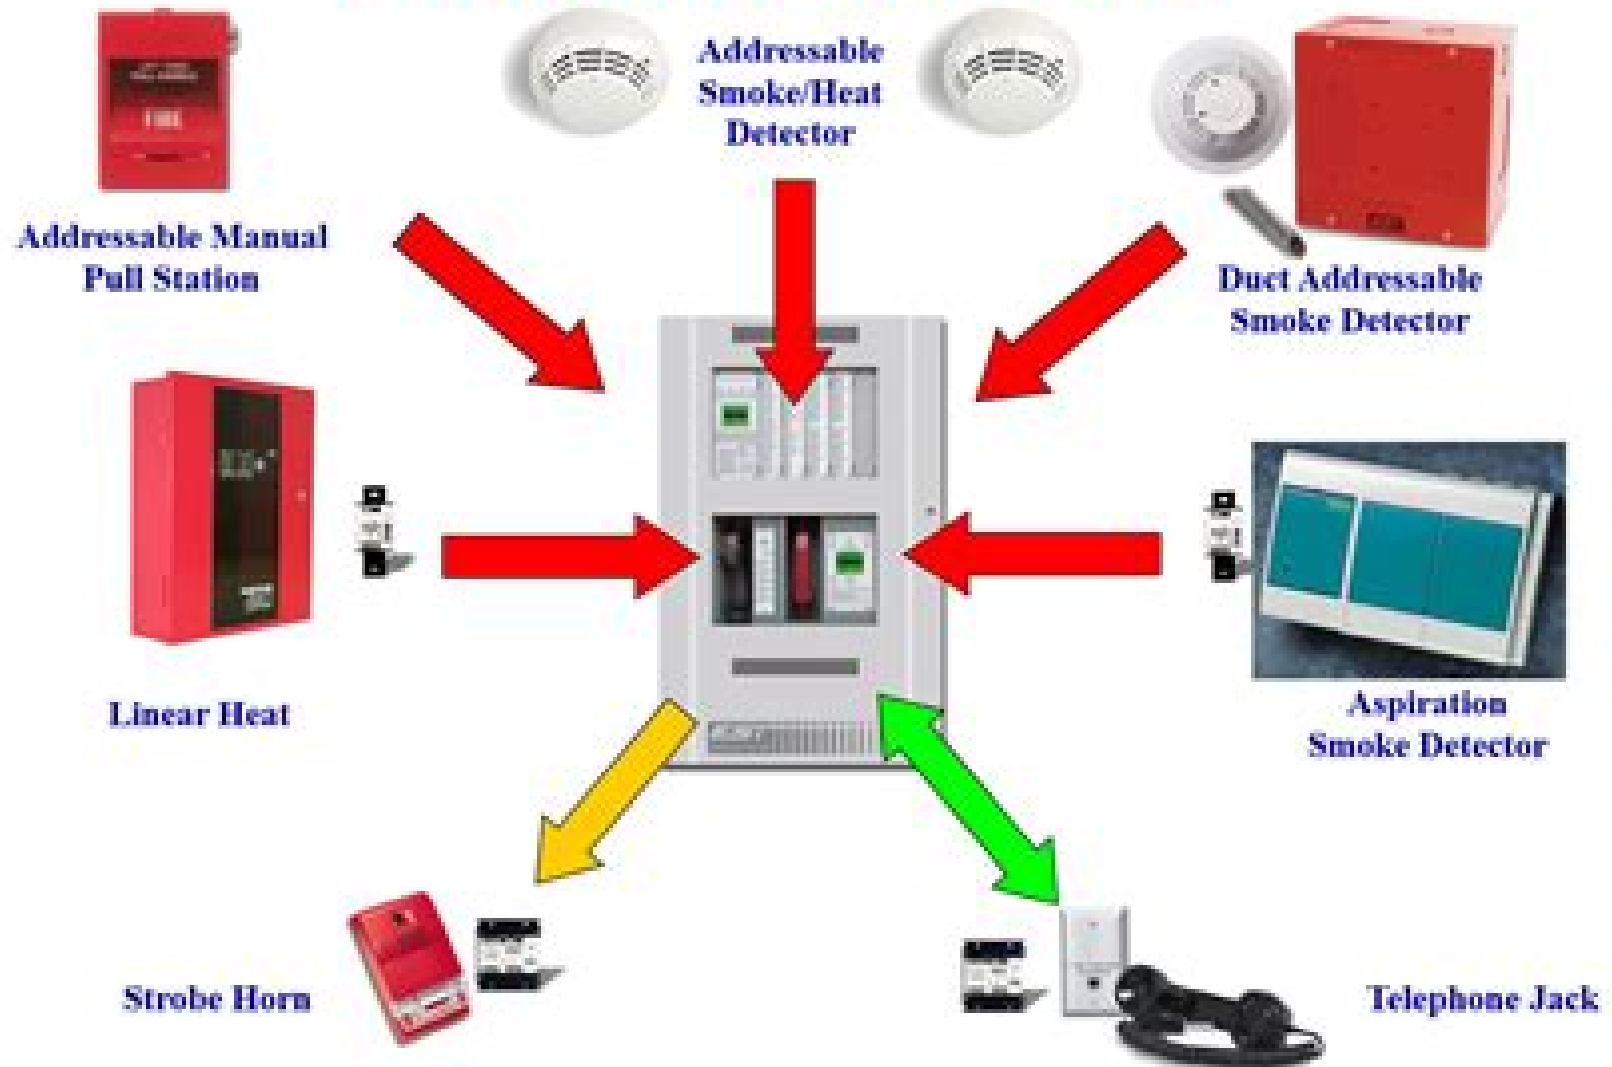 Addressable
Smoke/Heat
Detector
FIRE
Addressable Manual
Pull Station
Duct Addressable
Smoke Detector
Linear Heat
Aspiration
Smoke Detector
Strobe Horn
Telephone Jack